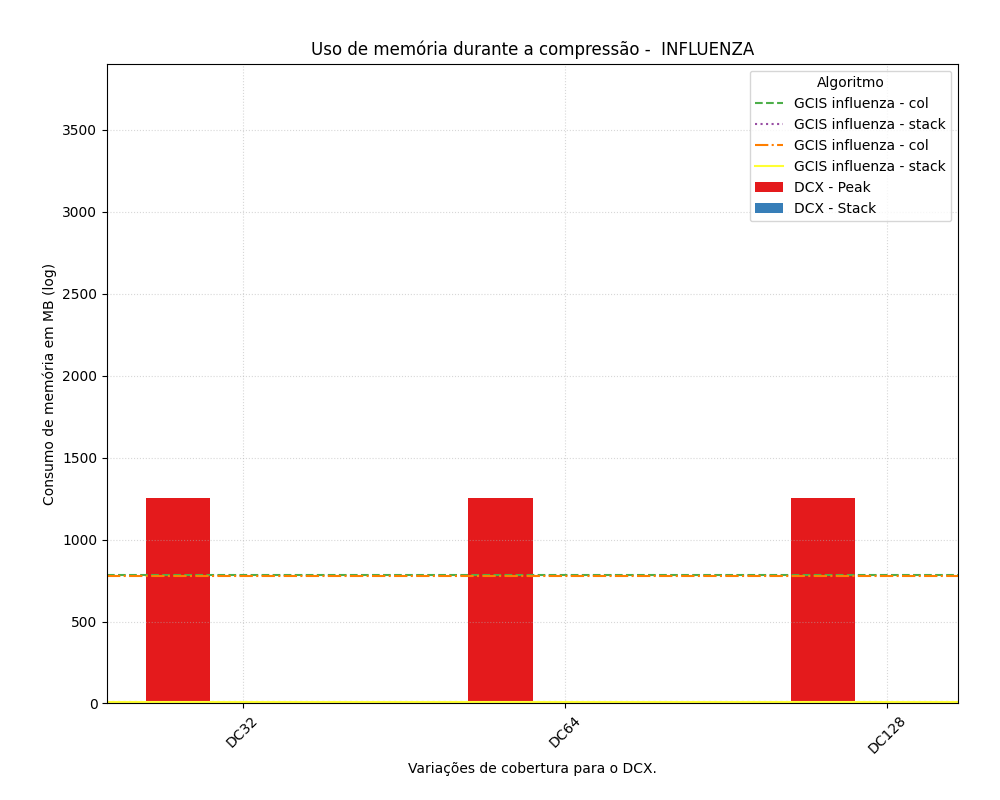 Uso de memória durante a compressão -  INFLUENZA
Algoritmo
GCIS influenza - col
GCIS influenza - stack
GCIS influenza - col
GCIS influenza - stack
DCX - Peak
DCX - Stack
Consumo de memória em MB (log)
3500
3000
2500
2000
1500
1000
500
0
DC32
DC64
DC128
Variações de cobertura para o DCX.